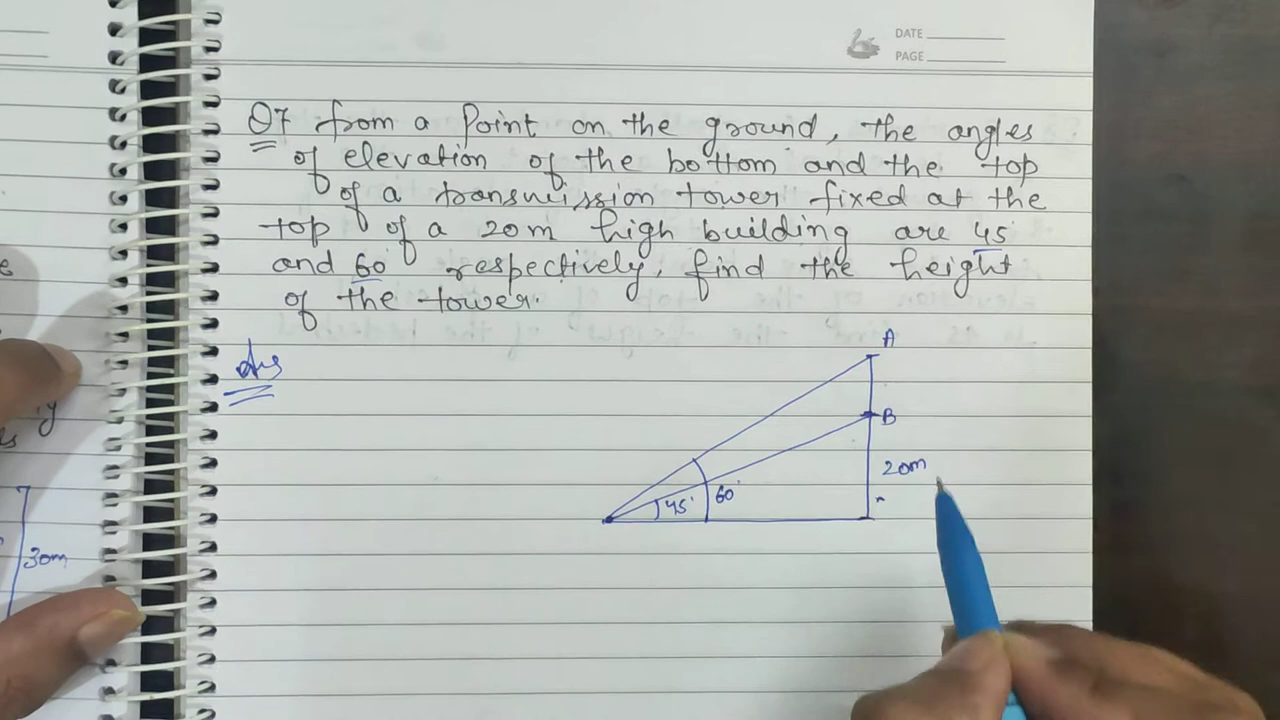 DATE
PAGE
Q7 from a Point on the ground, the angles
of elevation of the bottom and the top
of a transmission tower fixed at the
top of a 20m high building are 45
and 60 respectively, find the height
of the tower.
Ans
A
B
20m
45°
60°
30m